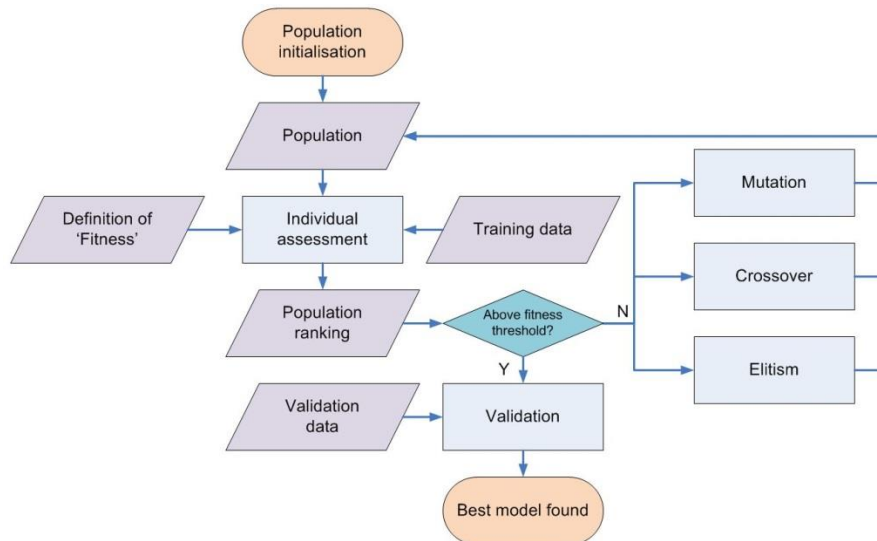 Population
initialisation
Population
Definition of
'Fitness'
Individual
assessment
Training data
Mutation
Crossover
Elitism
Population
ranking
Above fitness
threshold?
N
Y
Validation
data
Validation
Best model found